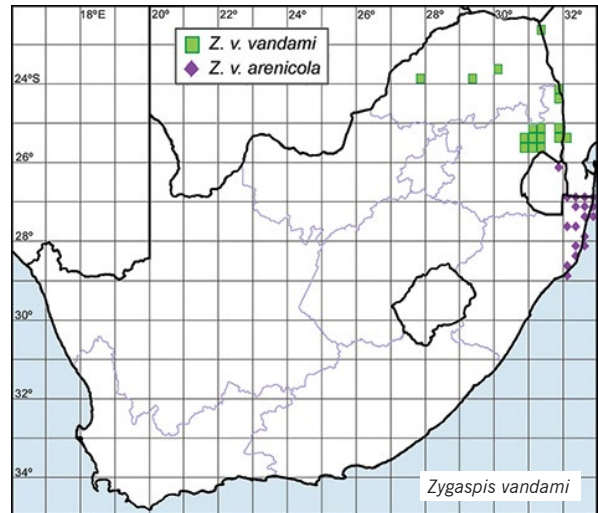 18°E 20° 22° 24° 26° 28° 30° 32°
Z. v. vandami
Z. v. arenicola
24°S
26°
28°
30°
32°
34°
Zygaspis vandami